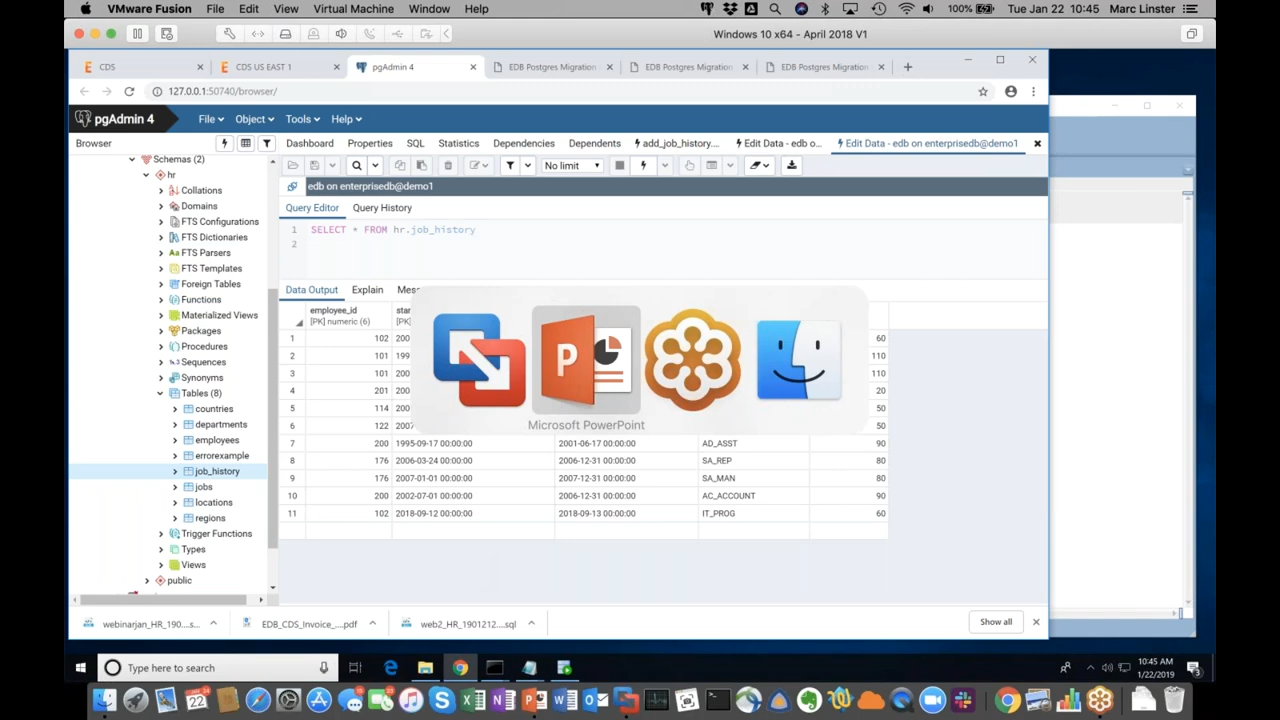 VMware Fusion File Edit View Virtual Machine Window Help 100% Tue Jan 22 10:45 Marc Linster
Windows 10 x64 - April 2018 V1
CDS CDS US EAST 1 pgAdmin 4 EDB Postgres Migration EDB Postgres Migration EDB Postgres Migration
127.0.0.1:50740/browser/
pgAdmin 4 File Object Tools Help
Browser Dashboard Properties SQL Statistics Dependencies Dependents add_job_history.... Edit Data - edb o... Edit Data - edb on enterprisedb@demo1
Schemas (2)
hr
Collations
Domains
FTS Configurations
FTS Dictionaries
FTS Parsers
FTS Templates
Foreign Tables
Functions
Materialized Views
Packages
Procedures
Sequences
Synonyms
Tables (8)
countries
departments
employees
errorexample
job_history
jobs
locations
regions
Trigger Functions
Types
Views
public
No limit
edb on enterprisedb@demo1
Query Editor Query History
1 SELECT * FROM hr.job_history
2
Data Output Explain Mes
employee_id
[PK] numeric (6)
star
[PK]
1 102 200 60
2 101 199 110
3 101 200 110
4 201 200 20
5 114 200 50
6 122 2007 50
7 200 1995-09-17 00:00:00 2001-06-17 00:00:00 AD_ASST 90
8 176 2006-03-24 00:00:00 2006-12-31 00:00:00 SA_REP 80
9 176 2007-01-01 00:00:00 2007-12-31 00:00:00 SA_MAN 80
10 200 2002-07-01 00:00:00 2006-12-31 00:00:00 AC_ACCOUNT 90
11 102 2018-09-12 00:00:00 2018-09-13 00:00:00 IT_PROG 60
P
Microsoft PowerPoint
webinarjan_HR_190....s... EDB_CDS_Invoice_....pdf web2_HR_1901212....sql Show all
Type here to search
10:45 AM
1/22/2019